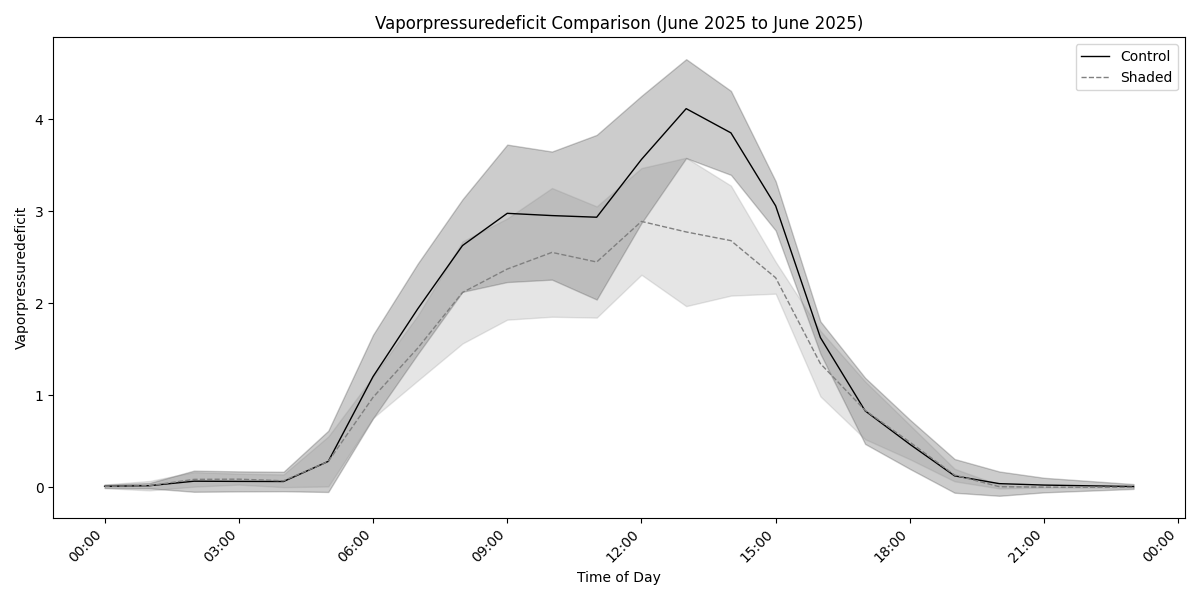 Vaporpressuredeficit Comparison (June 2025 to June 2025)
Control
Shaded
Vaporpressuredeficit
4
3
2
1
0
00:00
03:00
06:00
09:00
12:00
15:00
18:00
21:00
00:00
Time of Day